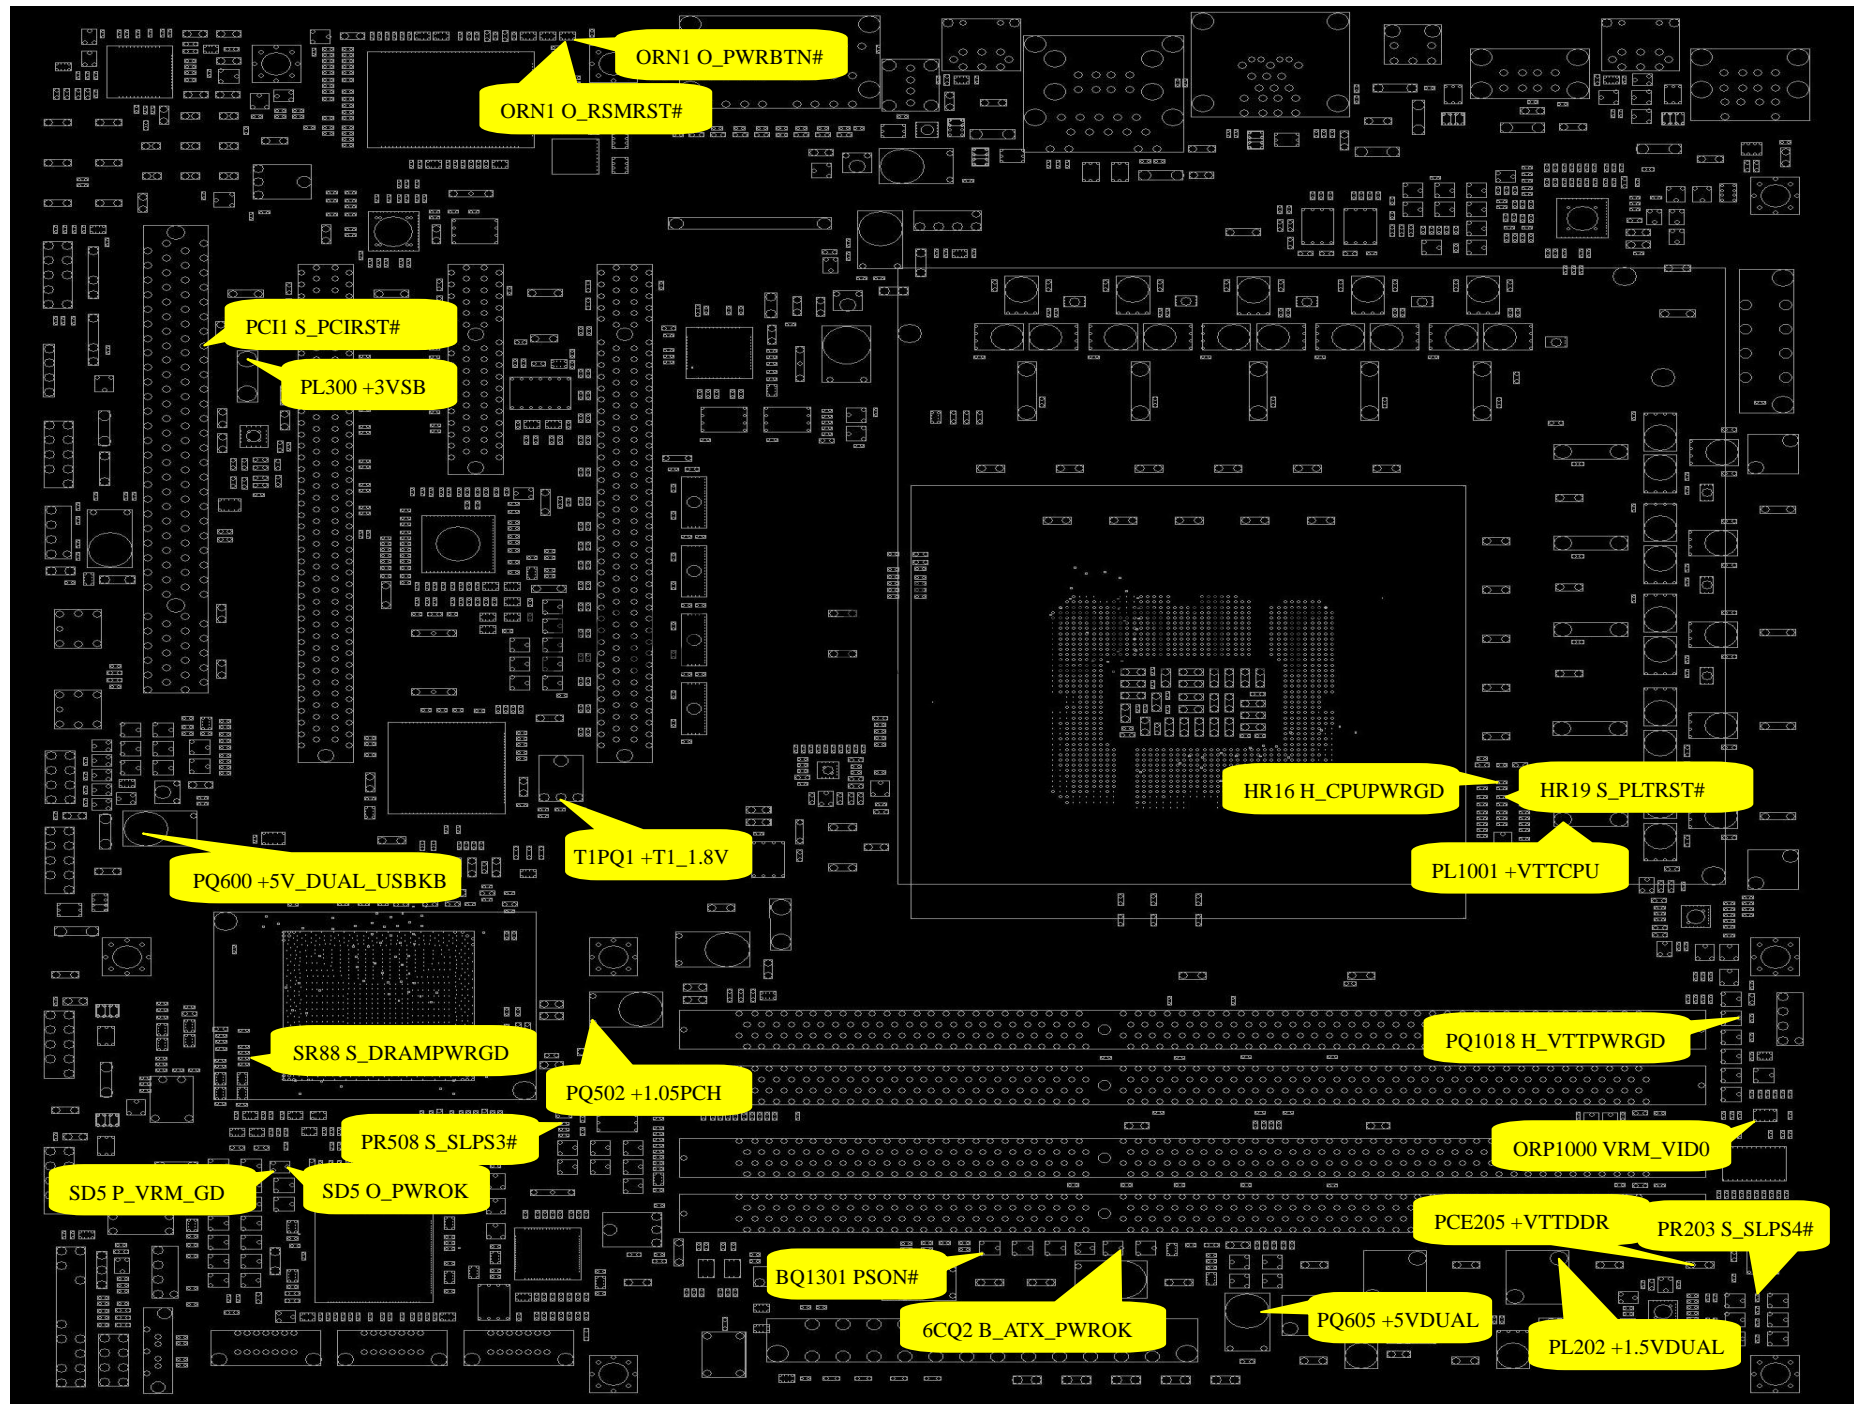 ORN1 O_PWRBTN#
ORN1 O_RSMRST#
PCI1 S_PCIRST#
PL300 +3VSB
HR16 H_CPUPWRGD
HR19 S_PLTRST#
T1PQ1 +T1_1.8V
PL1001 +VTTCPU
PQ600 +5V_DUAL_USBKB
SR88 S_DRAMPWRGD
PQ1018 H_VTTPWRGD
PQ502 +1.05PCH
PR508 S_SLPS3#
ORP1000 VRM_VID0
SD5 P_VRM_GD
SD5 O_PWROK
PCE205 +VTTDDR
PR203 S_SLPS4#
BQ1301 PSON#
6CQ2 B_ATX_PWROK
PQ605 +5VDUAL
PL202 +1.5VDUAL